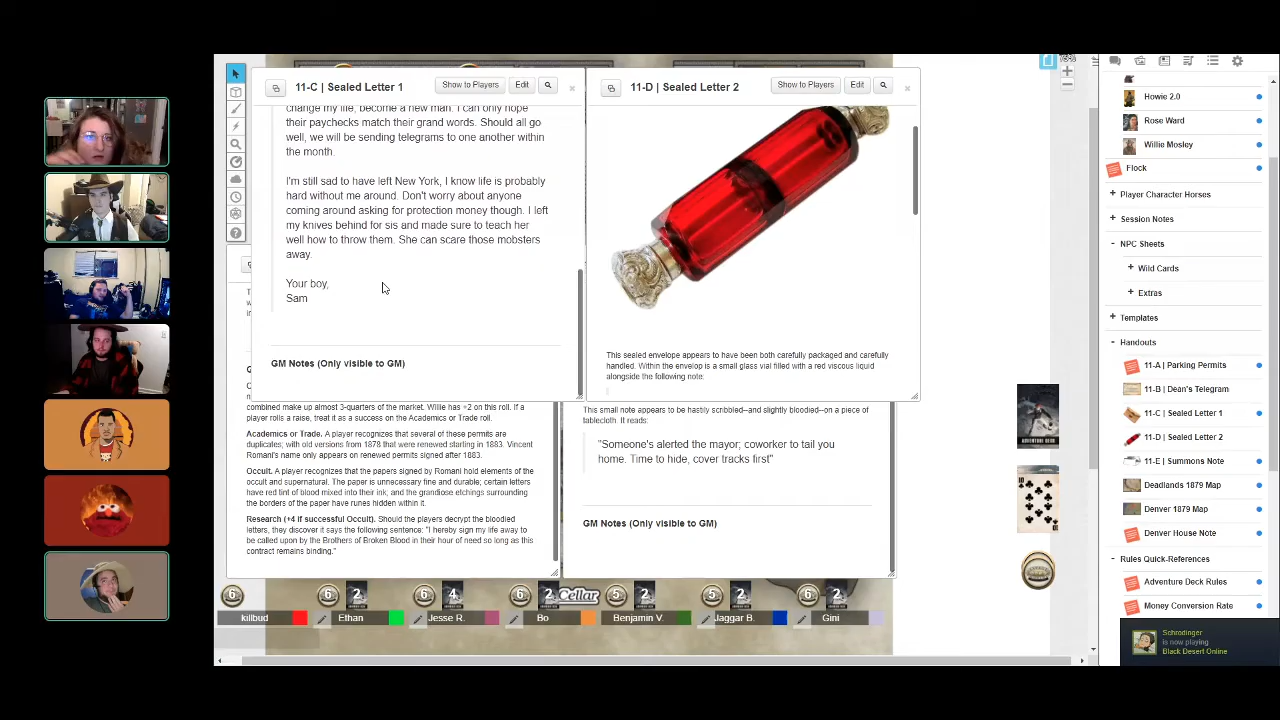 11-C | Sealed Letter 1
Show to Players
Edit
change my life, become a new man. I can only hope
their paychecks match their grand words. Should all go
well, we will be sending telegrams to one another within
the month.
I'm still sad to have left New York, I know life is probably
hard without me around. Don't worry about anyone
coming around asking for protection money though. I left
my knives behind for sis and made sure to teach her
well how to throw them. She can scare those mobsters
away.
Your boy,
Sam
GM Notes (Only visible to GM)
11-D | Sealed Letter 2
Show to Players
Edit
This sealed envelope appears to have been both carefully packaged and carefully
handled. Within the envelop is a small glass vial filled with a red viscous liquid
alongside the following note:
combined make up almost 3-quarters of the market. Willie has +2 on this roll. If a
player rolls a raise, treat it as a success on the Academics or Trade roll.
Academics or Trade. A player recognizes that several of these permits are
duplicates; with old versions from 1878 that were renewed starting in 1883. Vincent
Romani's name only appears on renewed permits signed after 1883.
Occult. A player recognizes that the papers signed by Romani hold elements of the
occult and supernatural. The paper is unnecessary fine and durable; certain letters
have red tint of blood mixed into their ink; and the grandiose etchings surrounding
the borders of the paper have runes hidden within it.
Research (+4 if successful Occult). Should the players decrypt the bloodied
letters, they discover it says the following sentence: "I hereby sign my life away to
be called upon by the Brothers of Broken Blood in their hour of need so long as this
contract remains binding."
This small note appears to be hastily scribbled--and slightly bloodied--on a piece of
tablecloth. It reads:
"Someone's alerted the mayor; coworker to tail you
home. Time to hide, cover tracks first"
GM Notes (Only visible to GM)
Howie 2.0
Rose Ward
Willie Mosley
Flock
Player Character Horses
Session Notes
NPC Sheets
Wild Cards
Extras
Templates
Handouts
11-A | Parking Permits
11-B | Dean's Telegram
11-C | Sealed Letter 1
11-D | Sealed Letter 2
11-E | Summons Note
Deadlands 1879 Map
Denver 1879 Map
Denver House Note
Rules Quick-References
Adventure Deck Rules
Money Conversion Rate
Schrodinger
is now playing
Black Desert Online
6 6 2 6 4 6 2 Cellar 5 2 5 2 6 2
killbud
Ethan
Jesse R.
Bo
Benjamin V.
Jaggar B.
Gini